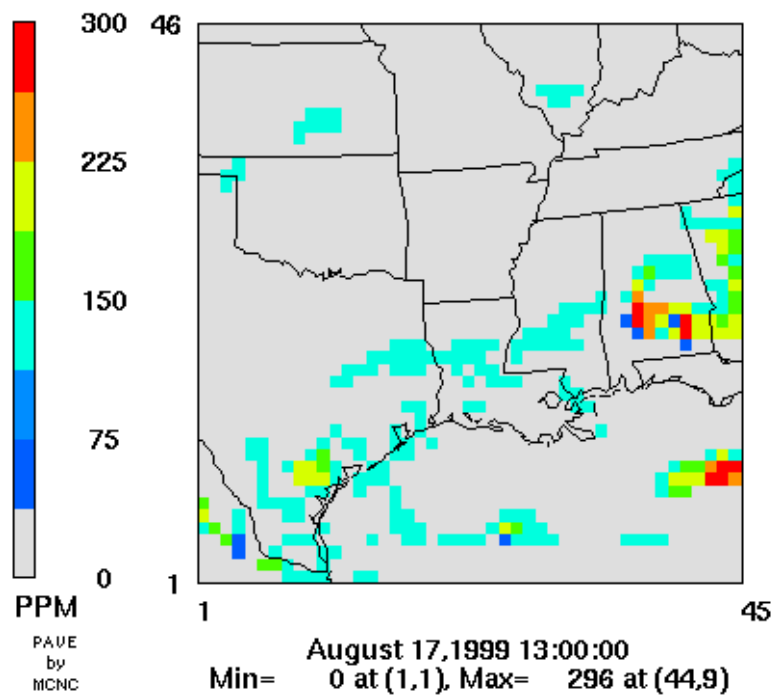 300
225
150
75
0
PPM
PAVE
by
MCNC
46
1
1
45
August 17,1999 13:00:00
Min= 0 at (1,1), Max= 296 at (44,9)